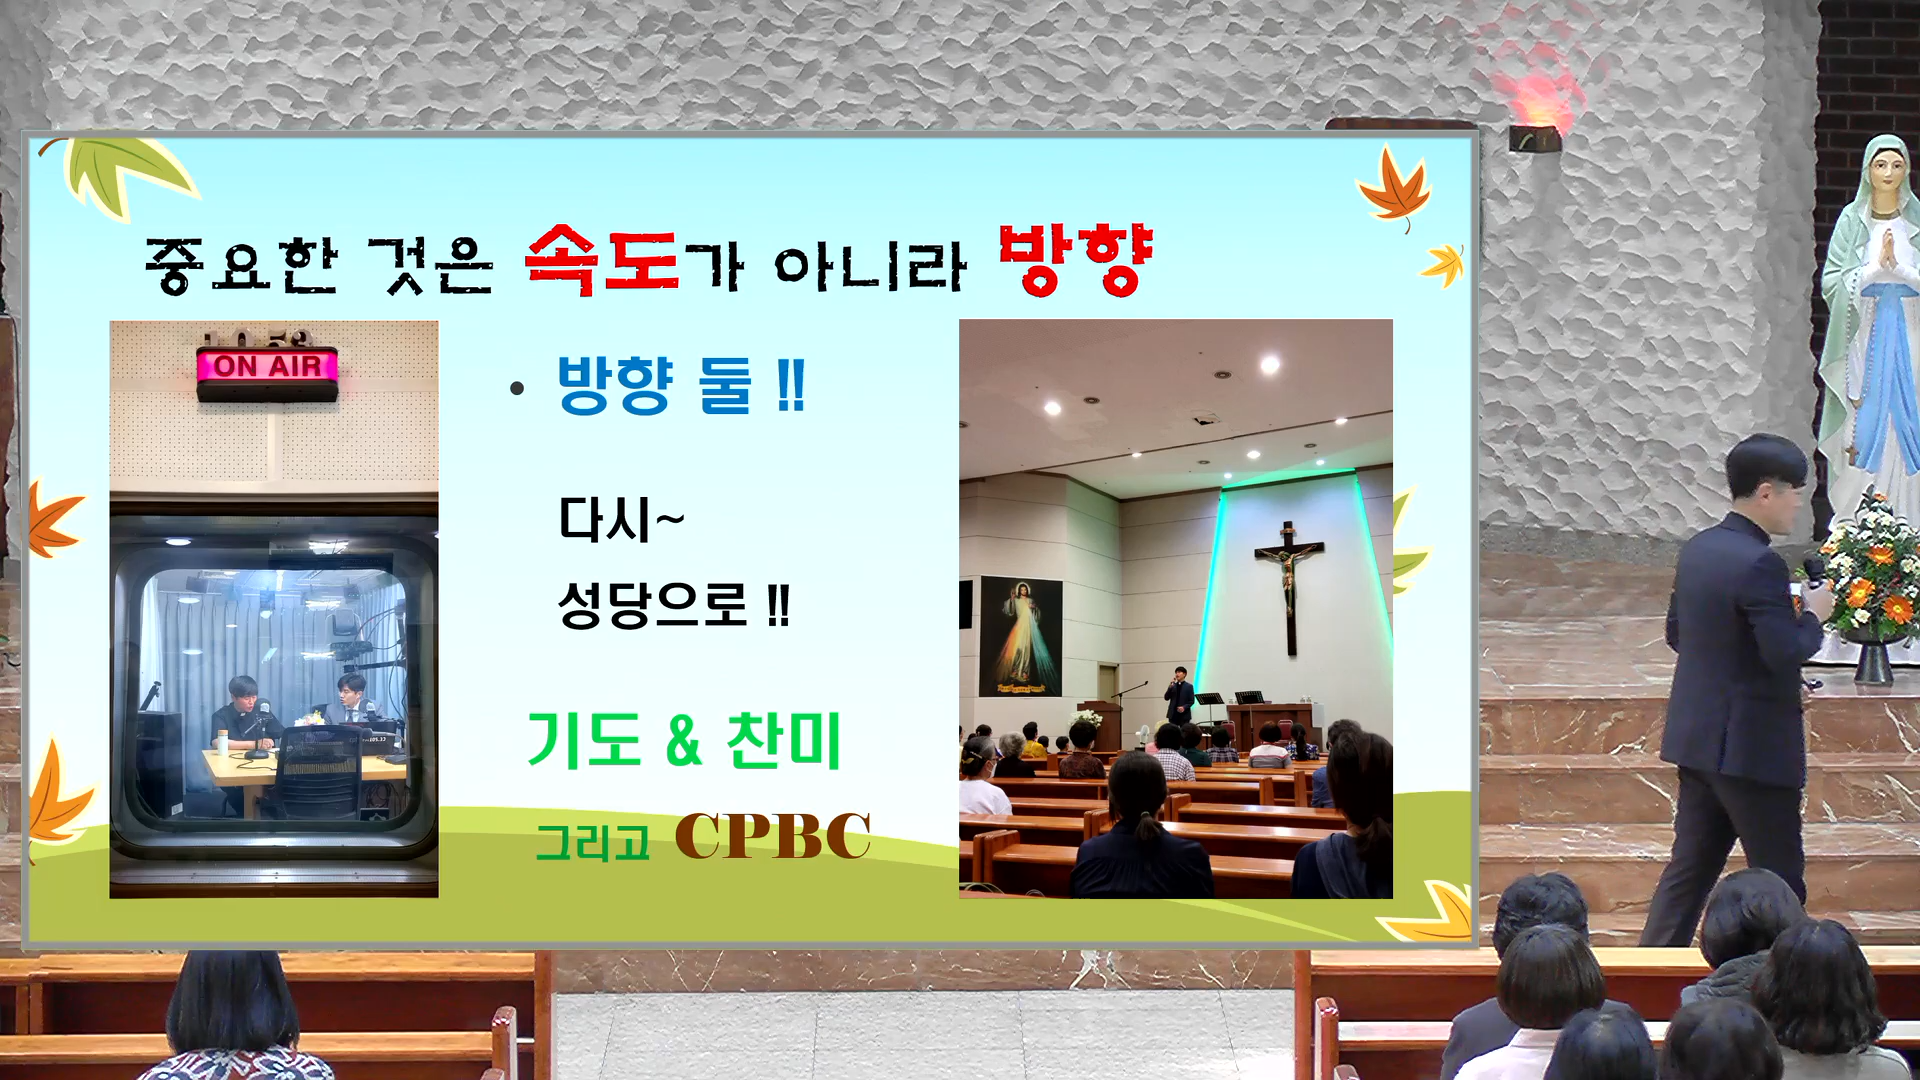 중요한 것은 속도가 아니라 방향
ON AIR
• 방향 둘 !!
다시~
성당으로 !!
기도 & 찬미
그리고 CPBC